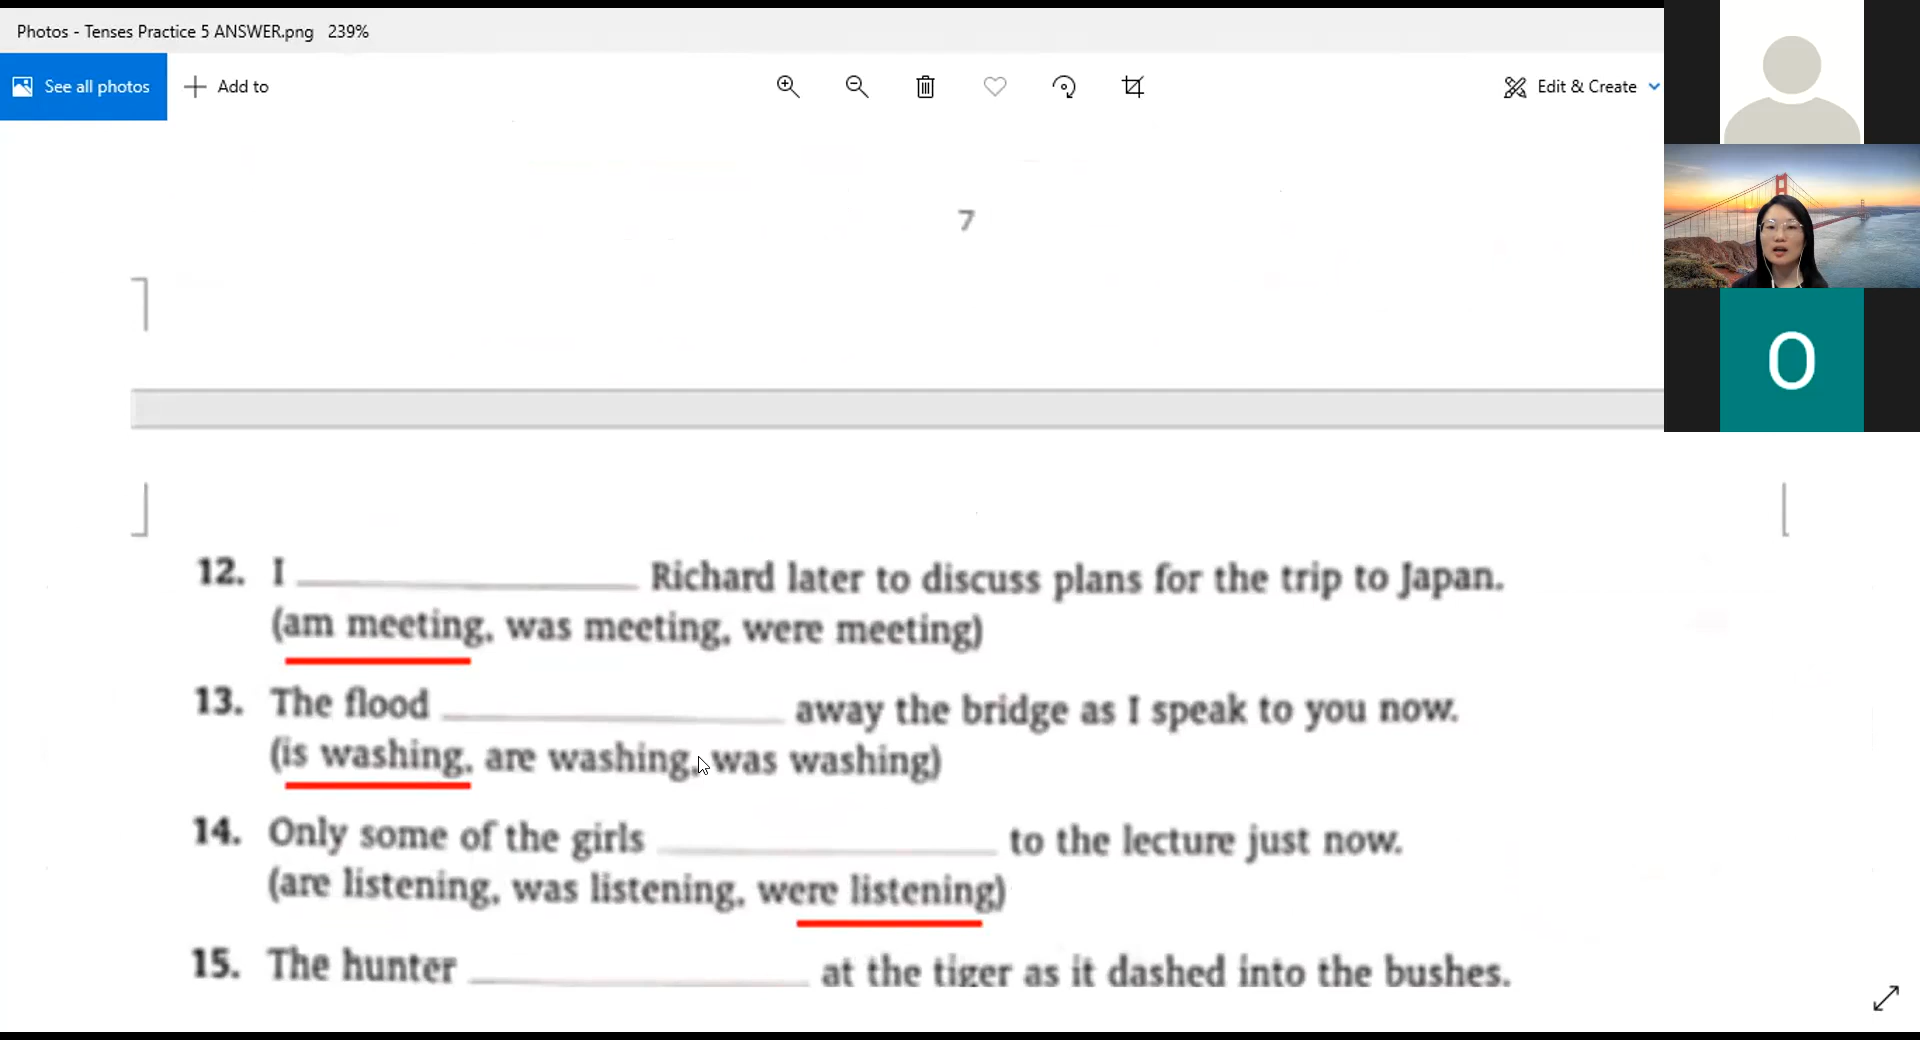 Photos - Tenses Practice 5 ANSWER.png 239%
See all photos
Add to
Edit & Create
O
7
12. I ____________ Richard later to discuss plans for the trip to Japan.
(am meeting, was meeting, were meeting)
13. The flood ____________ away the bridge as I speak to you now.
(is washing, are washing, was washing)
14. Only some of the girls ____________ to the lecture just now.
(are listening, was listening, were listening)
15. The hunter ____________ at the tiger as it dashed into the bushes.